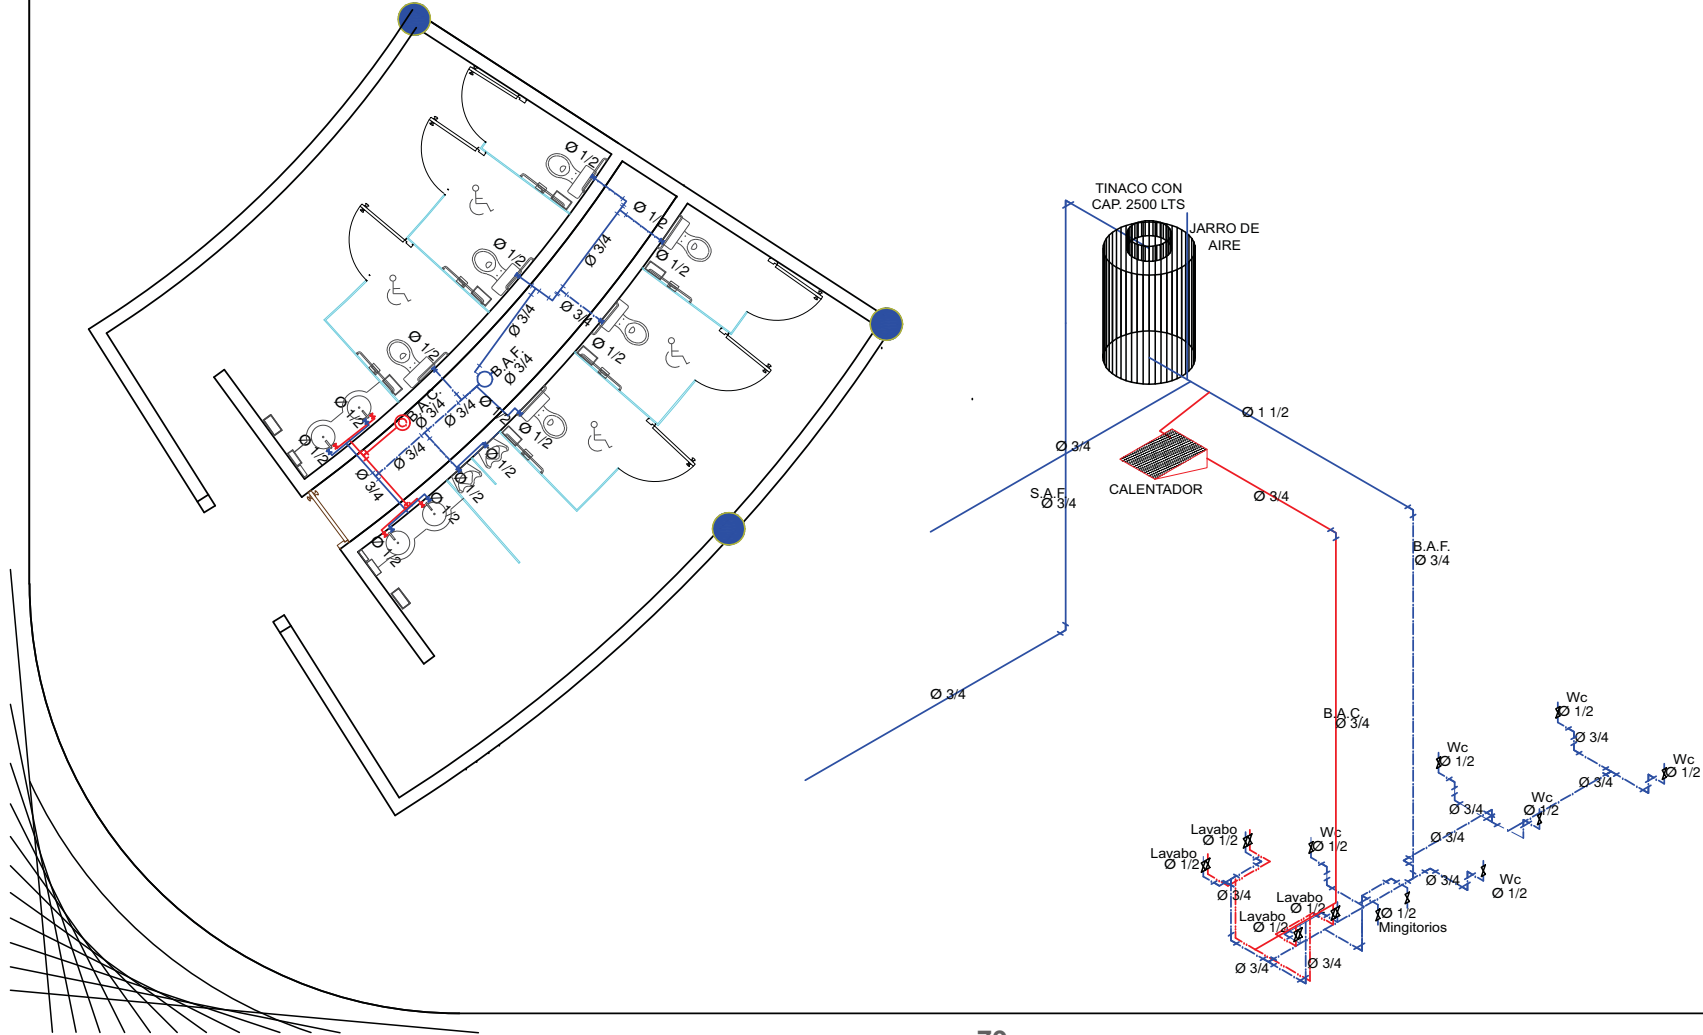 Ø 1/2
Ø 1/2
Ø 3/4
Ø 1/2
Ø 1/2
Ø 3/4
Ø 3/4
Ø 1/2
Ø 1/2
B.A.F.
Ø 3/4
B.A.C.
Ø 3/4
Ø 3/4
Ø 1/2
Ø 1/2
Ø 1/2
Ø 1/2
Ø 3/4
Ø 3/4
Ø 1/2
Ø 1/2
Ø 1/2
Ø 1/2
TINACO CON
CAP. 2500 LTS
JARRO DE
AIRE
Ø 1 1/2
Ø 3/4
CALENTADOR
S.A.F.
Ø 3/4
Ø 3/4
B.A.F.
Ø 3/4
Ø 3/4
B.A.C.
Ø 3/4
Wc
Ø 1/2
Ø 3/4
Wc
Ø 1/2
Wc
Ø 1/2
Ø 3/4
Wc
Ø 1/2
Ø 3/4
Ø 3/4
Lavabo
Ø 1/2
Wc
Ø 1/2
Lavabo
Ø 1/2
Ø 3/4
Wc
Ø 1/2
Ø 3/4
Lavabo
Ø 1/2
Lavabo
Ø 1/2
Ø 1/2
Mingitorios
Ø 3/4
Ø 3/4